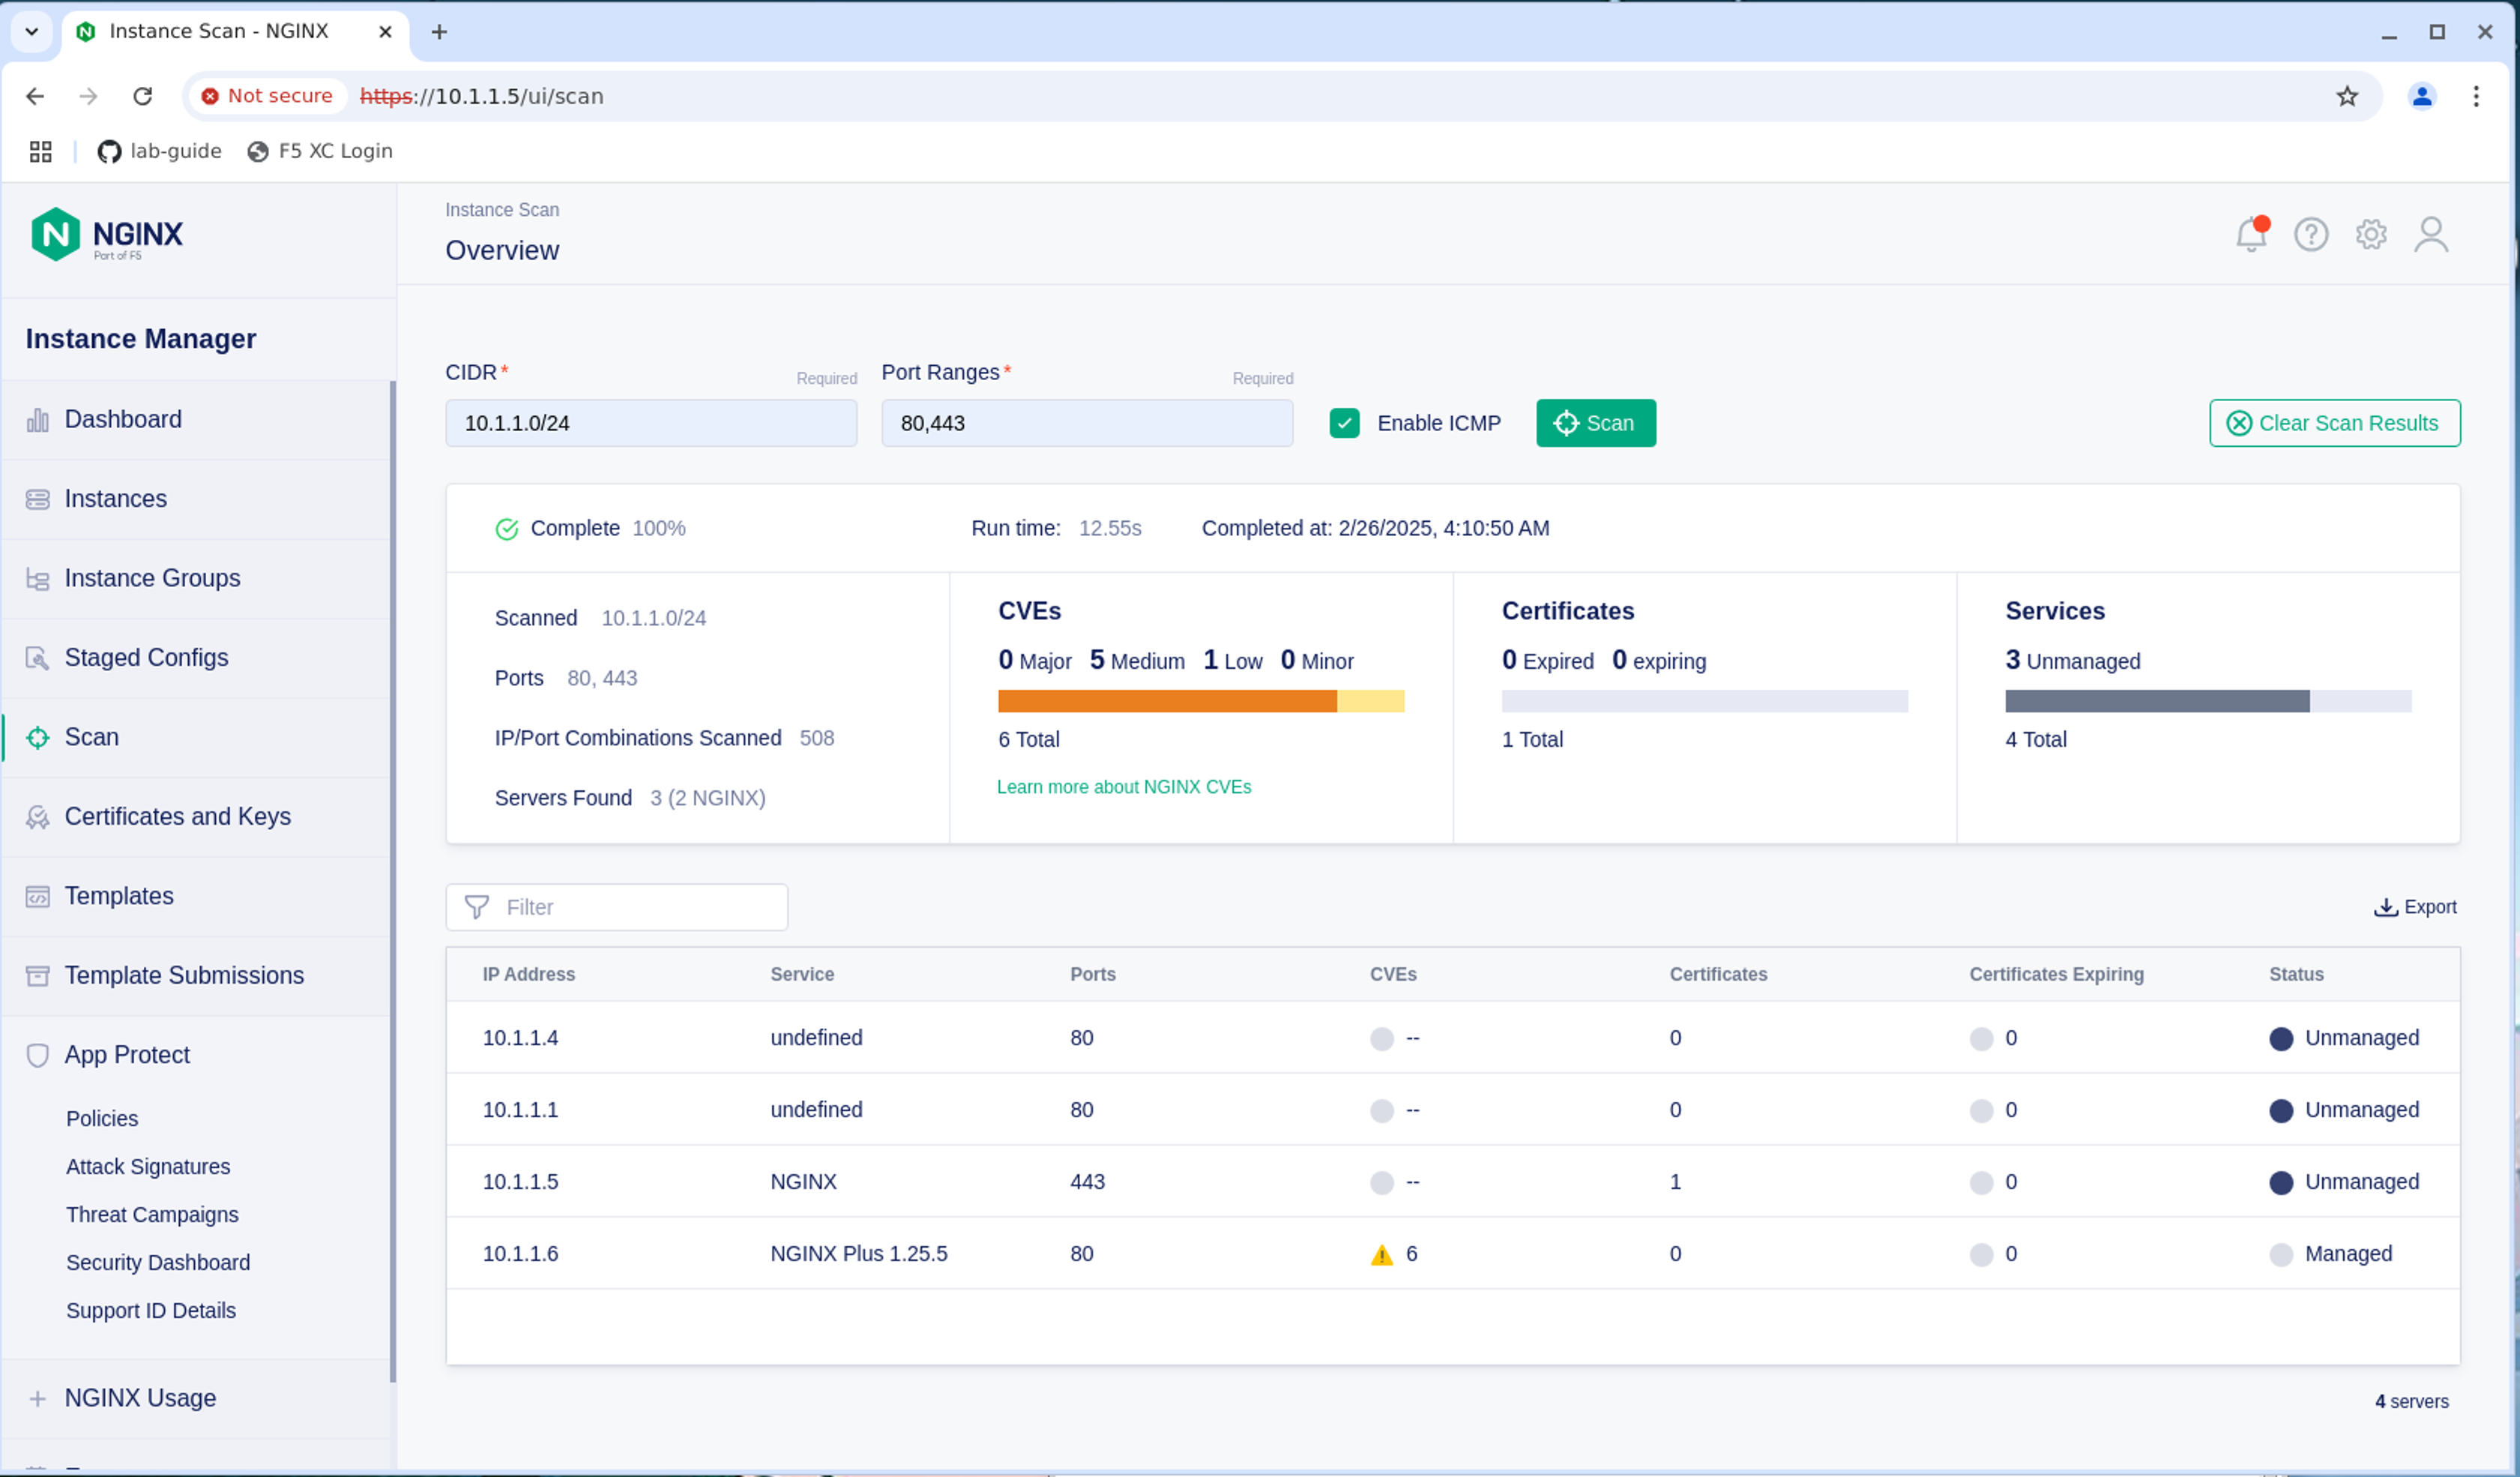 Instance Scan - NGINX
Not secure https://10.1.1.5/ui/scan
lab-guide F5 XC Login
NGINX
Part of F5
Instance Scan
Overview
Instance Manager
Dashboard
Instances
Instance Groups
Staged Configs
Scan
Certificates and Keys
Templates
Template Submissions
App Protect
Policies
Attack Signatures
Threat Campaigns
Security Dashboard
Support ID Details
NGINX Usage
CIDR* Required Port Ranges* Required
10.1.1.0/24 80,443 Enable ICMP Scan Clear Scan Results
Complete 100% Run time: 12.55s Completed at: 2/26/2025, 4:10:50 AM
Scanned 10.1.1.0/24
Ports 80, 443
IP/Port Combinations Scanned 508
Servers Found 3 (2 NGINX)
CVEs
0 Major 5 Medium 1 Low 0 Minor
6 Total
Learn more about NGINX CVEs
Certificates
0 Expired 0 expiring
1 Total
Services
3 Unmanaged
4 Total
Filter Export
IP Address Service Ports CVEs Certificates Certificates Expiring Status
10.1.1.4 undefined 80 -- 0 0 Unmanaged
10.1.1.1 undefined 80 -- 0 0 Unmanaged
10.1.1.5 NGINX 443 -- 1 0 Unmanaged
10.1.1.6 NGINX Plus 1.25.5 80 6 0 0 Managed
4 servers